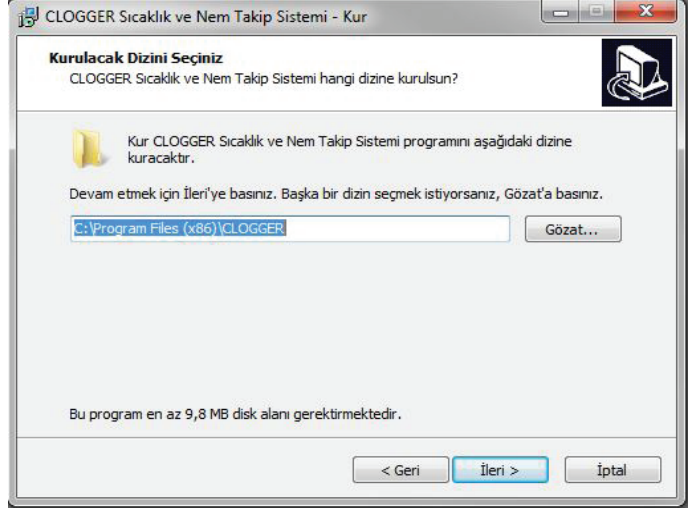 CLOGGER Sıcaklık ve Nem Takip Sistemi - Kur
Kurulacak Dizini Seçiniz
CLOGGER Sıcaklık ve Nem Takip Sistemi hangi dizine kurulsun?
Kur CLOGGER Sıcaklık ve Nem Takip Sistemi programını aşağıdaki dizine
kuracaktır.
Devam etmek için İleri'ye basınız. Başka bir dizin seçmek istiyorsanız, Gözat'a basınız.
C:\Program Files (x86)\CLOGGER
Gözat...
Bu program en az 9,8 MB disk alanı gerektirmektedir.
< Geri İleri > İptal